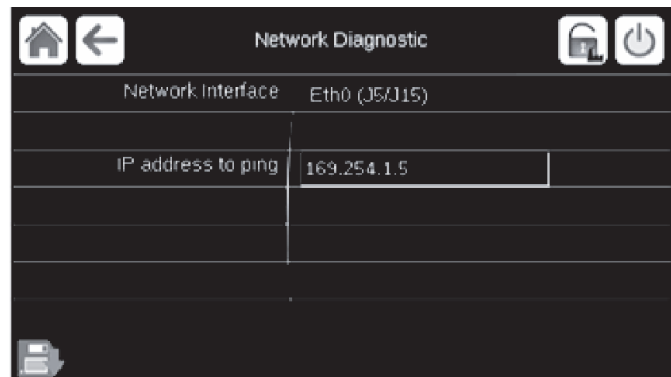 Network Diagnostic
Network Interface Eth0 (J5/J15)
IP address to ping 169.254.1.5